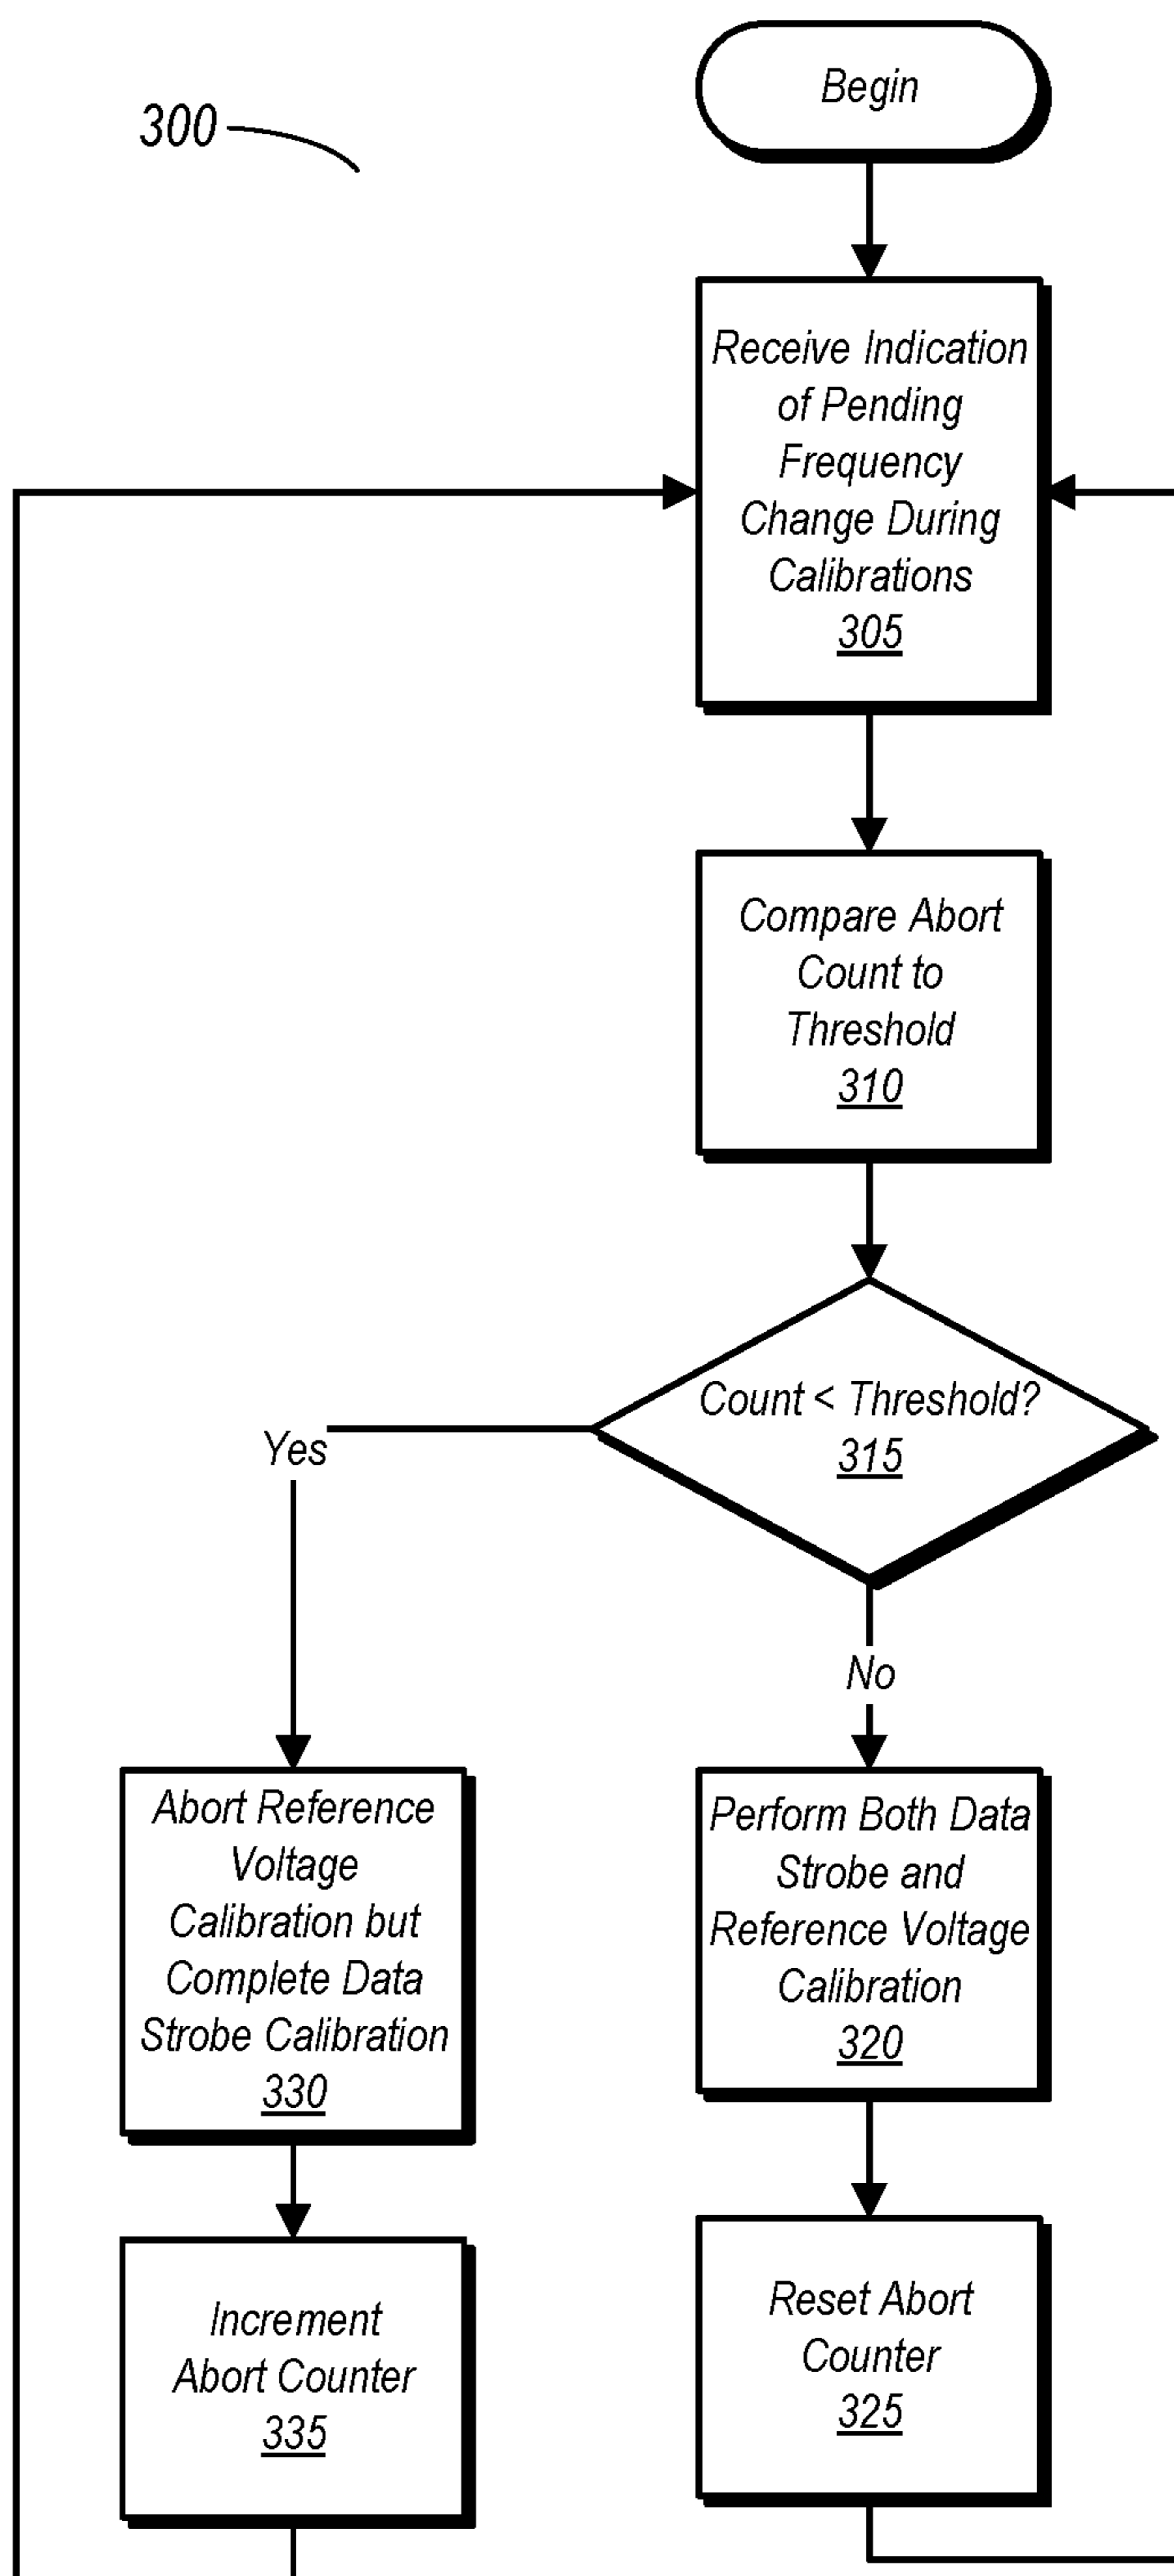 Begin
300
Receive Indication
of Pending
Frequency
Change During
Calibrations
305
Compare Abort
Count to
Threshold
310
Count < Threshold?
315
Yes
No
Abort Reference
Voltage
Calibration but
Complete Data
Strobe Calibration
330
Perform Both Data
Strobe and
Reference Voltage
Calibration
320
Increment
Abort Counter
335
Reset Abort
Counter
325